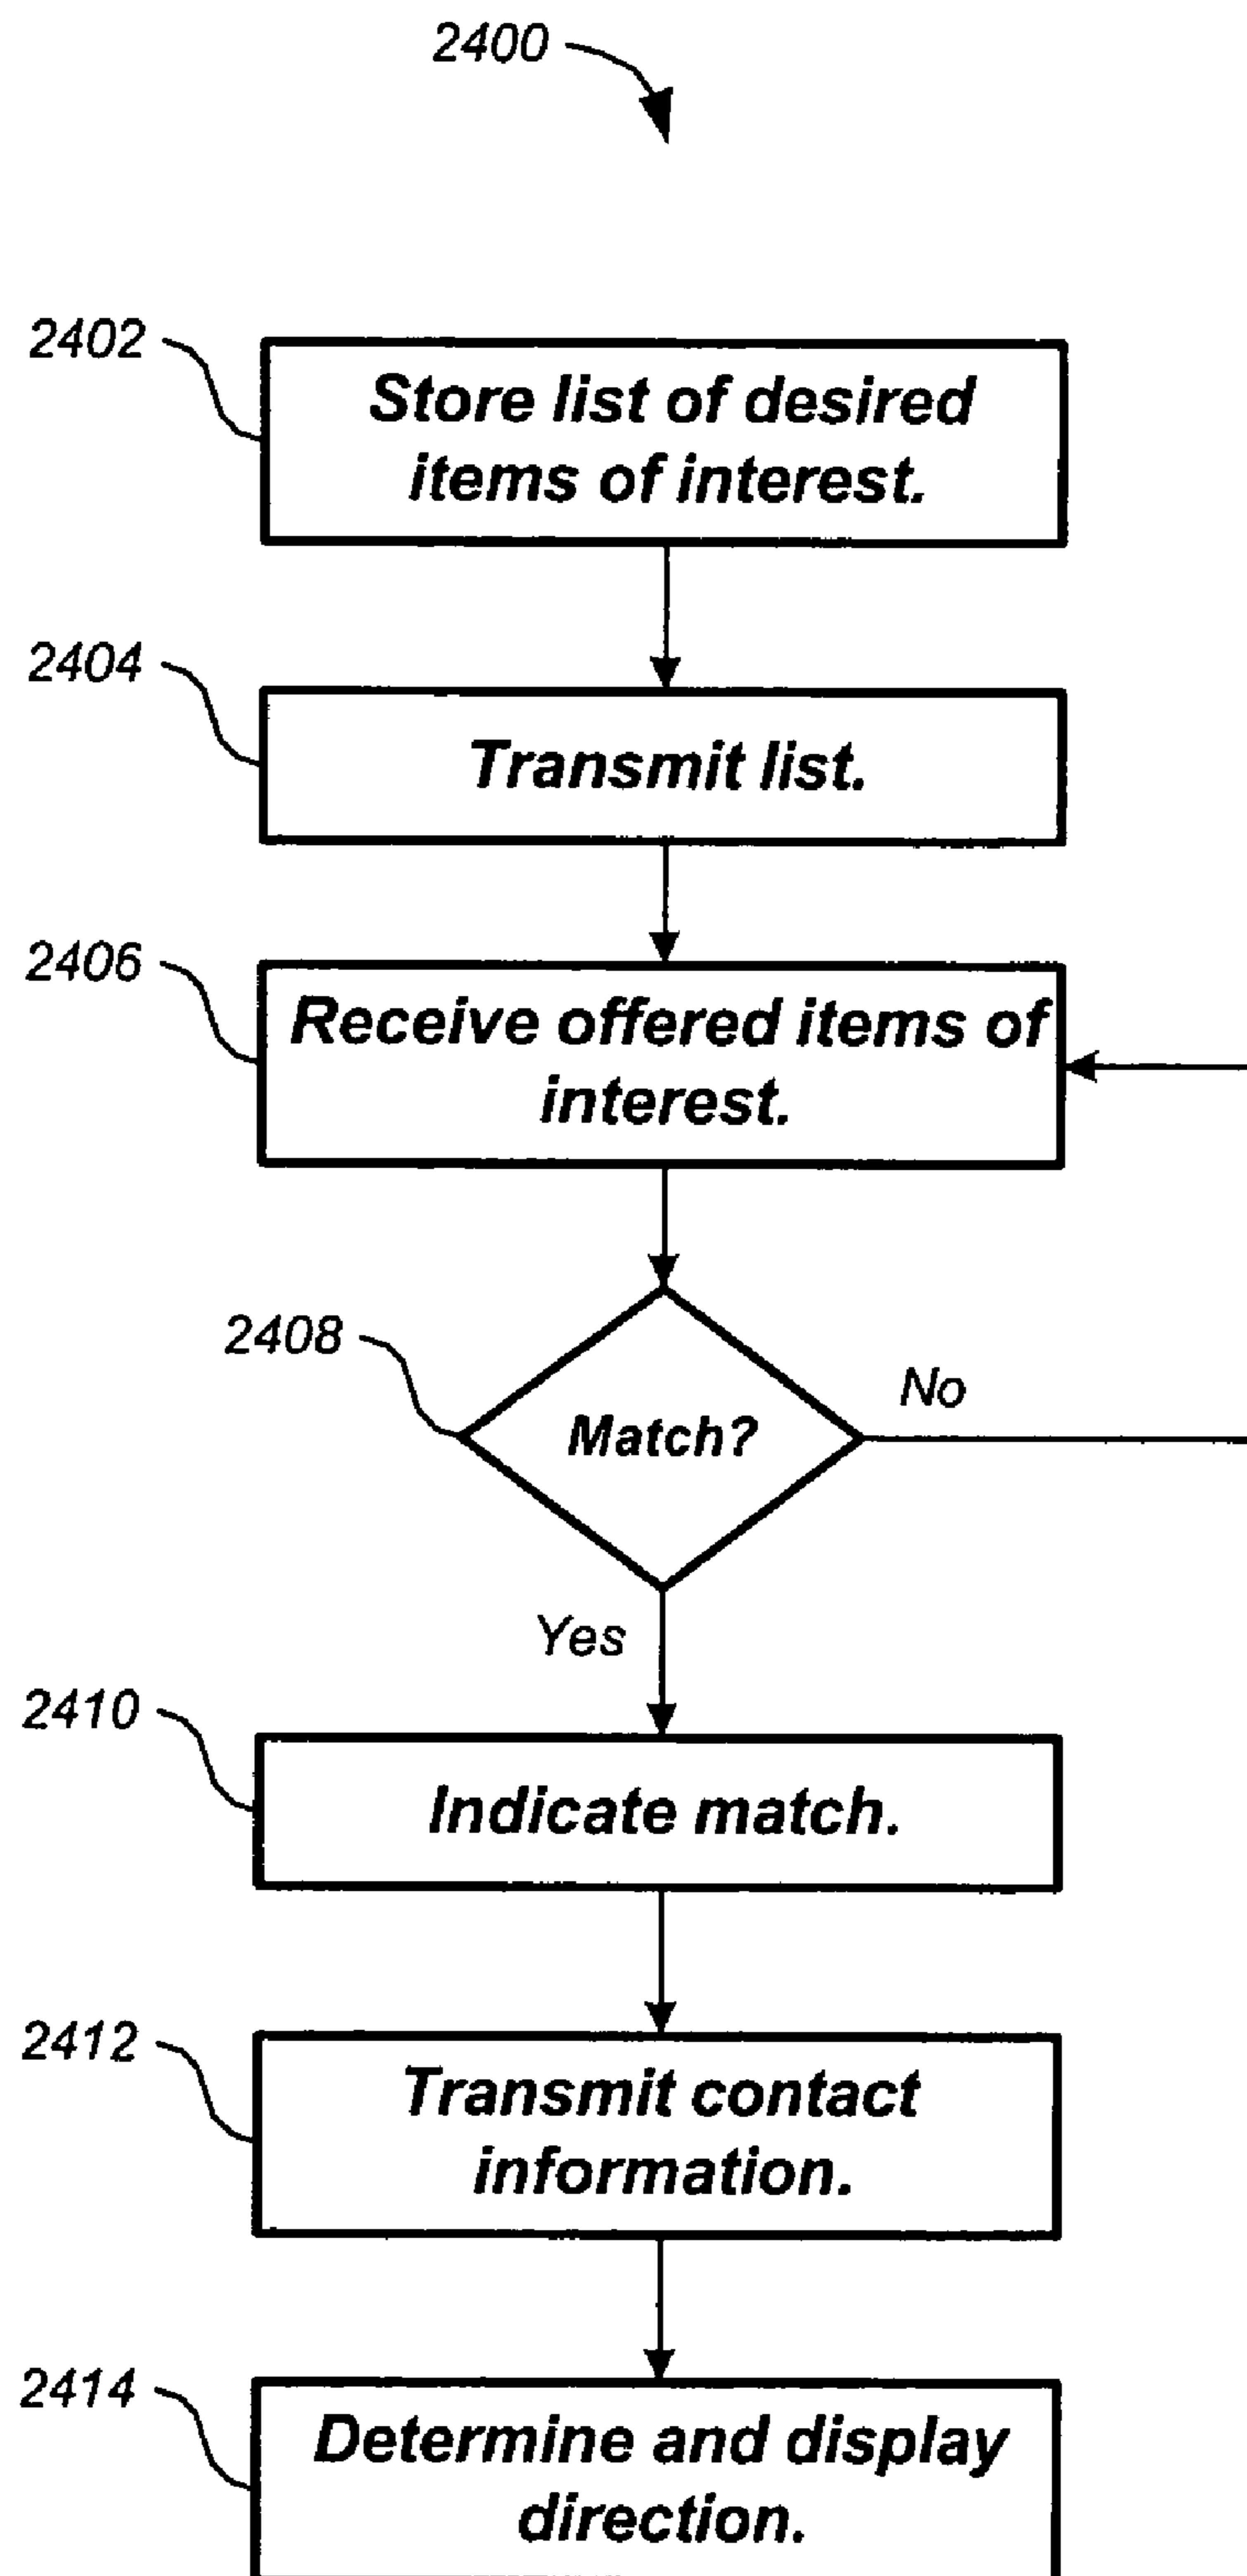 2400
2402
Store list of desired
items of interest.
2404
Transmit list.
2406
Receive offered items of
interest.
2408
Match?
No
Yes
2410
Indicate match.
2412
Transmit contact
information.
2414
Determine and display
direction.